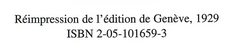 Réimpression de l'édition de Genève, 1929
ISBN 2-05-101659-3